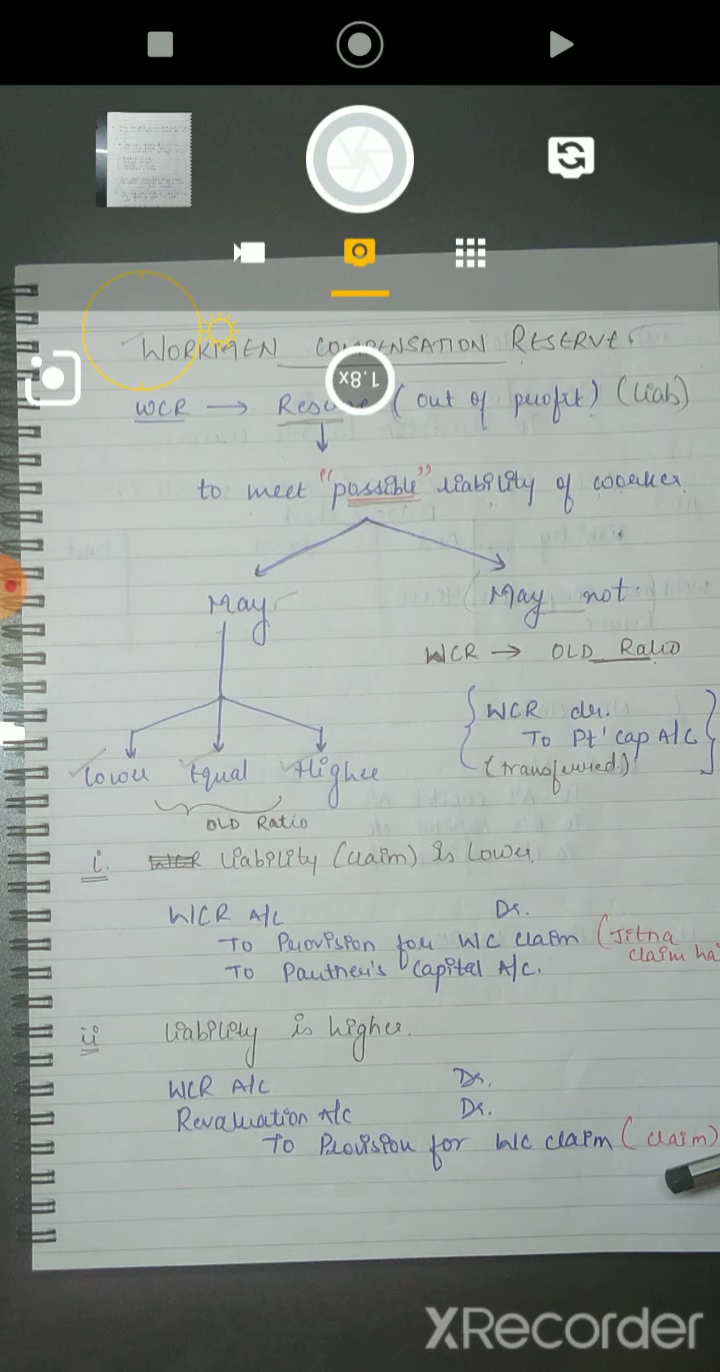 WORKMEN COMPENSATION RESERVE
1.8x
WCR → Reserve (out of profit) (Liab)
to meet "possible" liability of worker
May May not.
WCR → OLD Ratio
WCR dr.
To Pt' cap A/C
(transferred.)
Lower Equal Higher
OLD Ratio
i. Liability (claim) is Lower.
WCR A/C Dr.
To Provision for WC claim (Jitna claim ha
To Partner's Capital A/C.
ii Liability is higher.
WCR A/C Dr.
Revaluation A/c Dr.
To Provision for WC claim (claim)
XRecorder